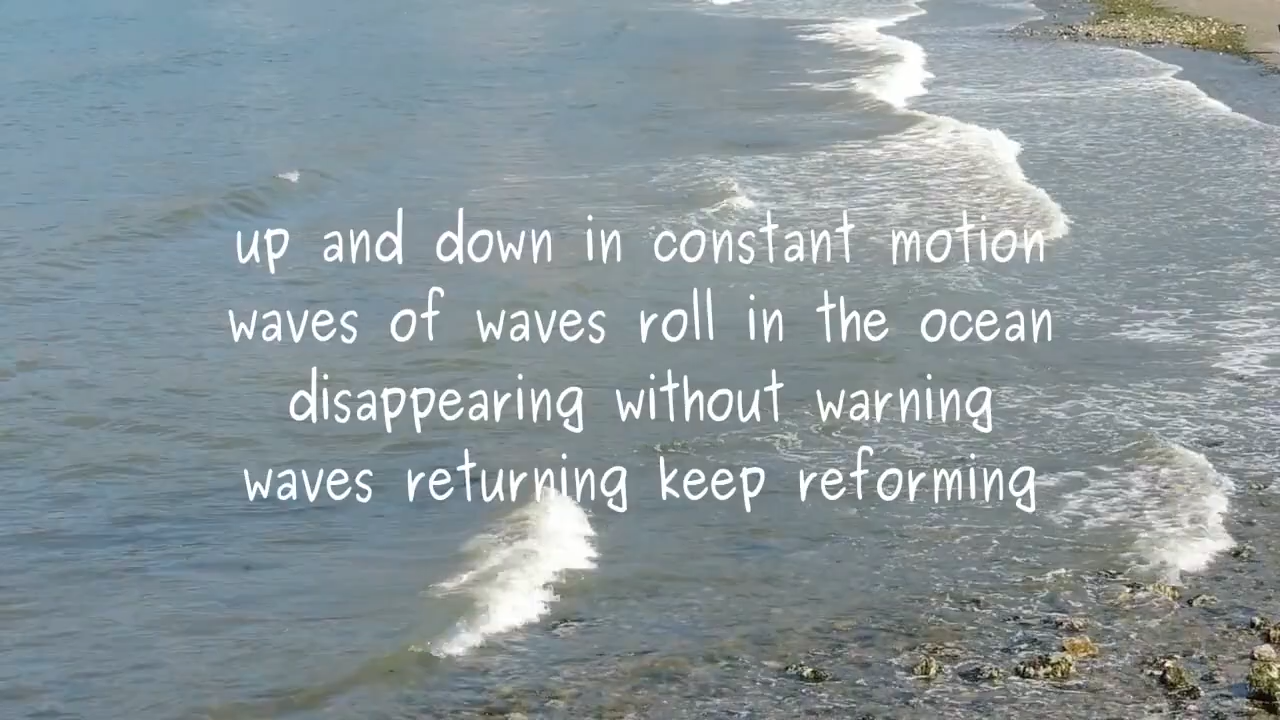 up and down in constant motion
waves of waves roll in the ocean
disappearing without warning
waves returning keep reforming